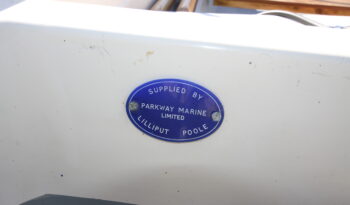 SUPPLIED BY
PARKWAY MARINE
LIMITED
LILLIPUT POOLE